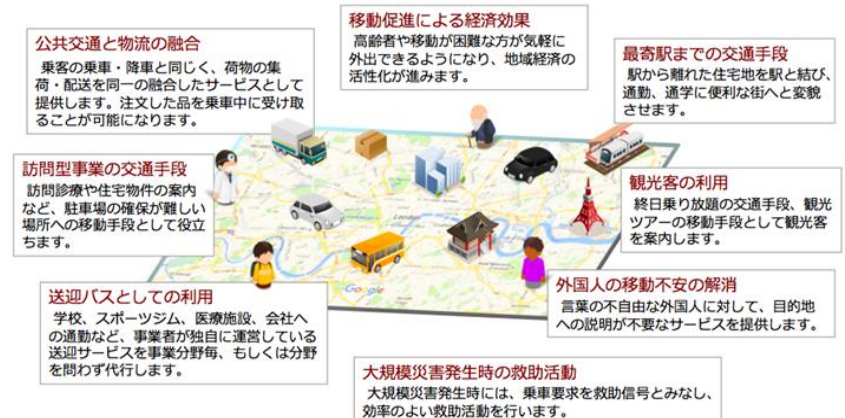 移動促進による経済効果
高齢者や移動が困難な方が気軽に
外出できるようになり、地域経済の
活性化が進みます。
公共交通と物流の融合
乗客の乗車・降車と同じく、荷物の集
荷・配送を同一の融合したサービスとして
提供します。注文した品を乗車中に受け取
ることが可能になります。
最寄駅までの交通手段
駅から離れた住宅地を駅と結び、
通勤、通学に便利な街へと変貌
させます。
訪問型事業の交通手段
訪問診療や住宅物件の案内
など、駐車場の確保が難しい
場所への移動手段として役立
ちます。
観光客の利用
終日乗り放題の交通手段、観光
ツアーの移動手段として観光客
を案内します。
London
Google
送迎バスとしての利用
学校、スポーツジム、医療施設、会社へ
の通勤など、事業者が独自に運営している
送迎サービスを事業分野毎、もしくは分野
を問わず代行します。
外国人の移動不安の解消
言葉の不自由な外国人に対して、目的地
への説明が不要なサービスを提供します。
大規模災害発生時の救助活動
大規模災害発生時には、乗車要求を救助信号とみなし、
効率のよい救助活動を行います。